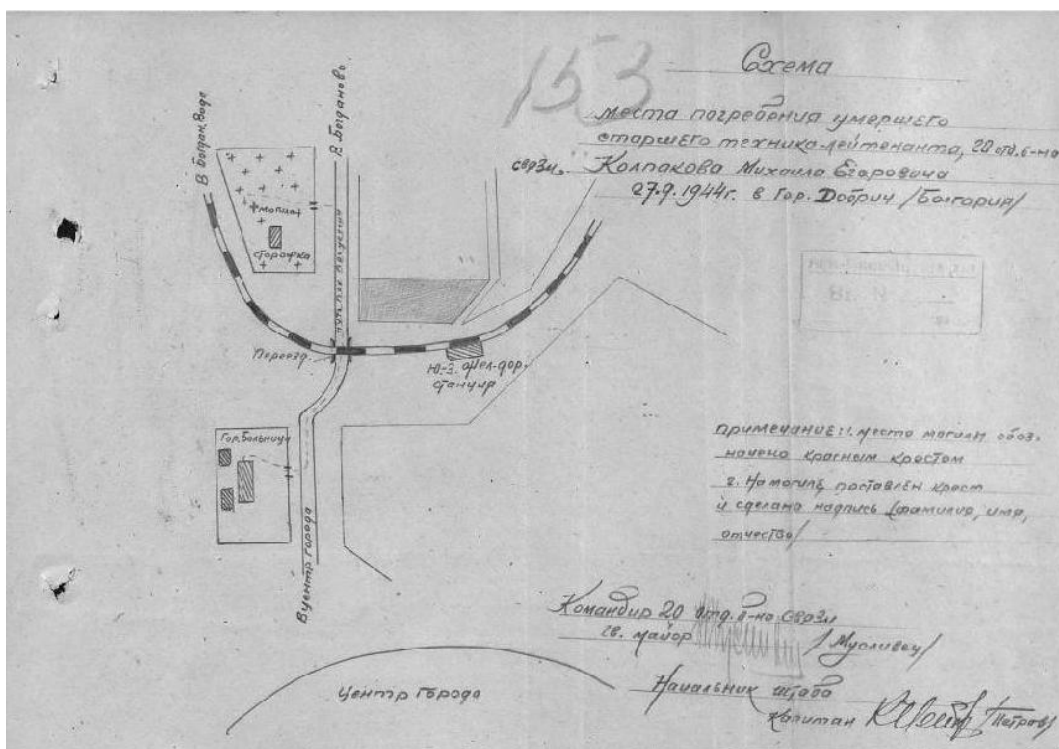 153
Схема
места погребения умершего
старшего техника-лейтенанта, 20 отд. б-на
связи. Колпакова Михаила Егоровича
27.9.1944г. в гор. Добрич /Болгария/
В Богдан. воде
В. Богданово.
могила
сторожка
Переезд.
Ю-З. жел-дор.
станция
Гор. Больница
В центр города
примечание: 1. место могилы обоз-
начено красным крестом
2. На могиле поставлен крест
и сделана надпись (фамилия, имя,
отчество/
Командир 20 отд. б-на связи
гв. майор
Начальник штаба
Капитан /Петров/
Центр города